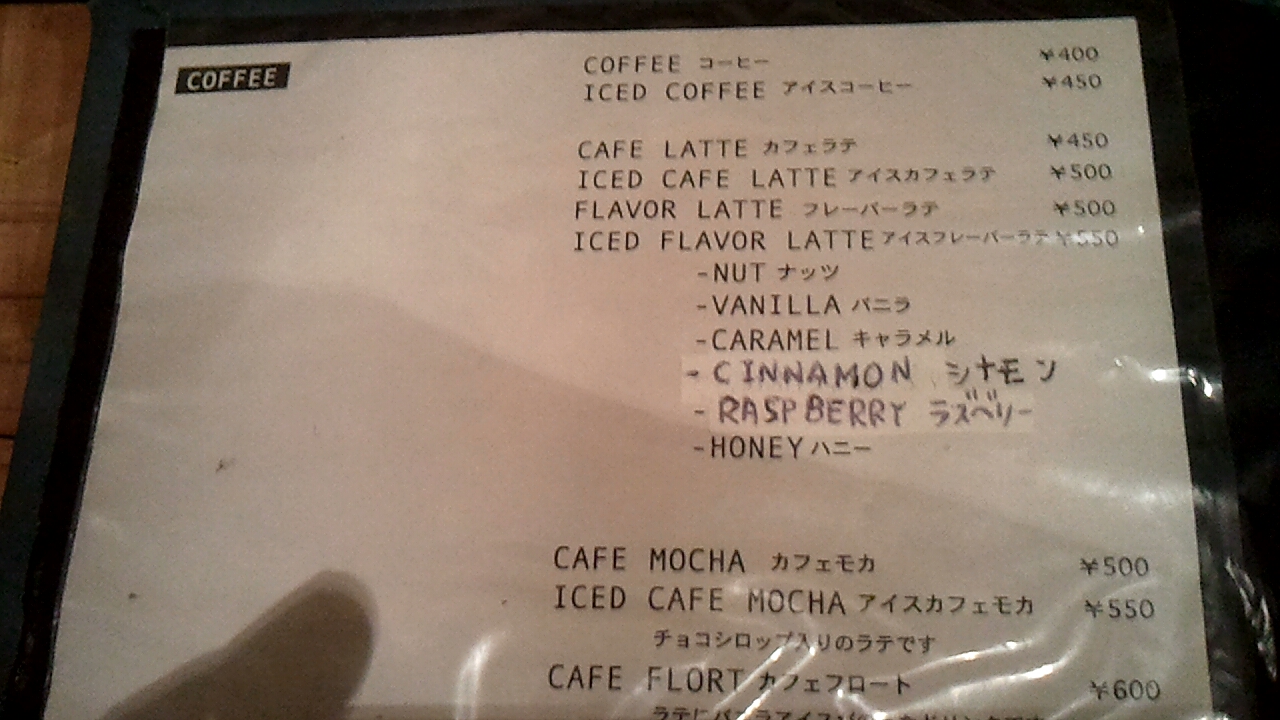 COFFEE
COFFEE コーヒー ¥400
ICED COFFEE アイスコーヒー ¥450
CAFE LATTE カフェラテ ¥450
ICED CAFE LATTE アイスカフェラテ ¥500
FLAVOR LATTE フレーバーラテ ¥500
ICED FLAVOR LATTE アイスフレーバーラテ ¥550
-NUT ナッツ
-VANILLA バニラ
-CARAMEL キャラメル
- CINNAMON シナモン
- RASPBERRY ラズベリー
-HONEY ハニー
CAFE MOCHA カフェモカ ¥500
ICED CAFE MOCHA アイスカフェモカ ¥550
チョコシロップ入りのラテです
CAFE FLORT カフェフロート ¥600